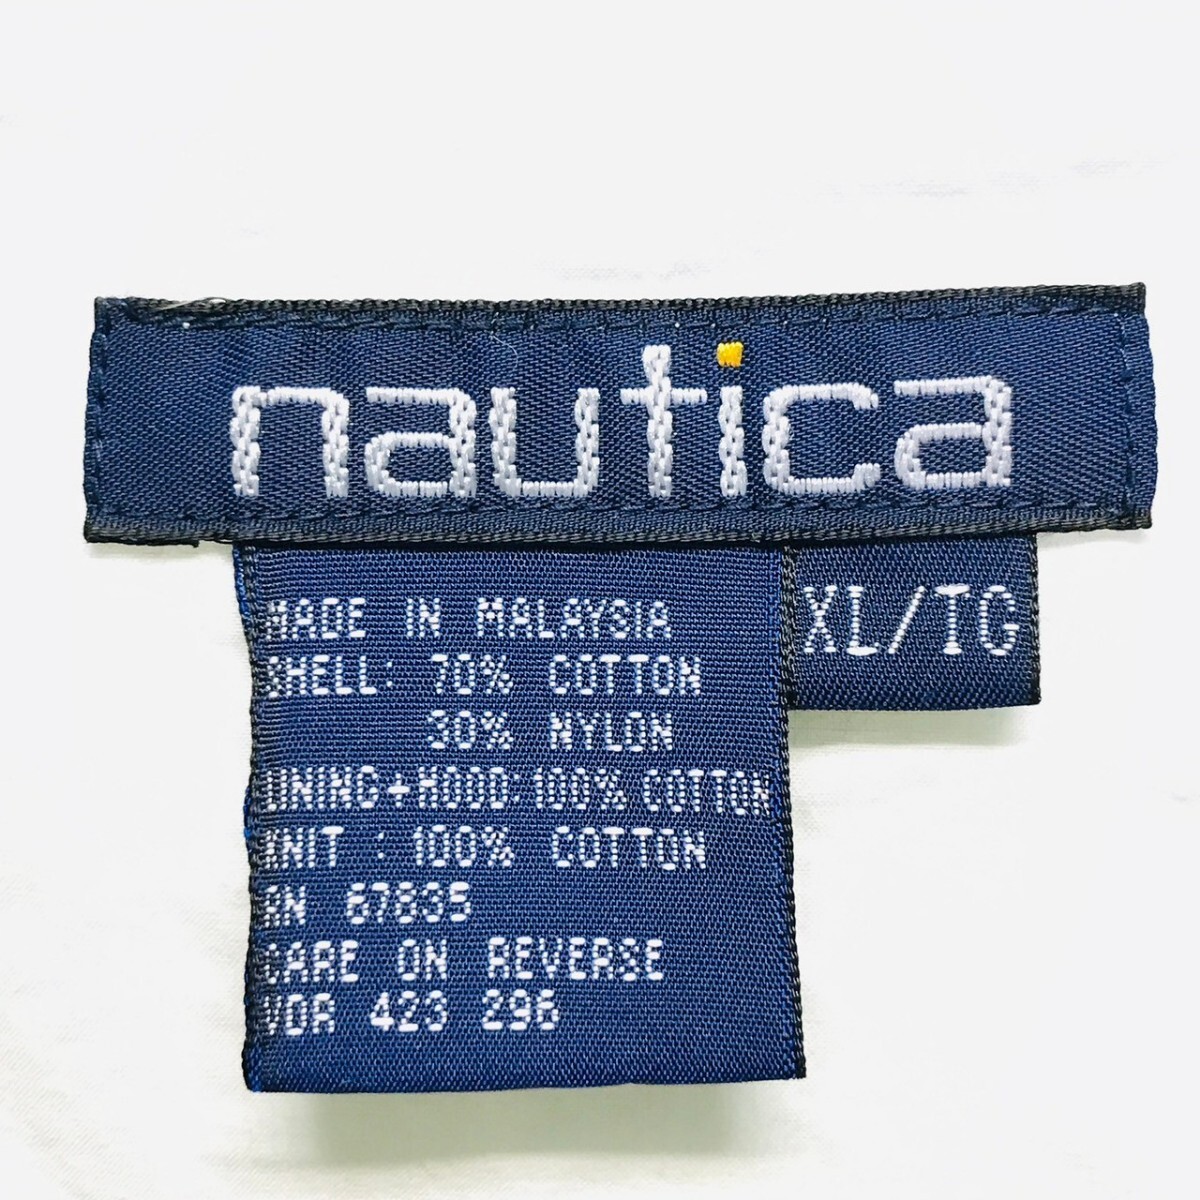 nautica
XL/TG
MADE IN MALAYSIA
SHELL: 70% COTTON
30% NYLON
LINING+HOOD:100% COTTON
KNIT : 100% COTTON
RN 67835
CARE ON REVERSE
VDR 423 296